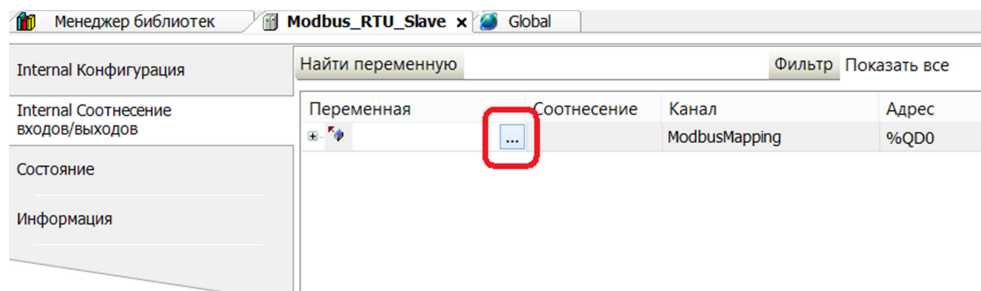 Менеджер библиотек Modbus_RTU_Slave x Global
Internal Конфигурация
Internal Соотнесение
входов/выходов
Состояние
Информация
Найти переменную Фильтр Показать все
Переменная Соотнесение Канал Адрес
... ModbusMapping %QD0